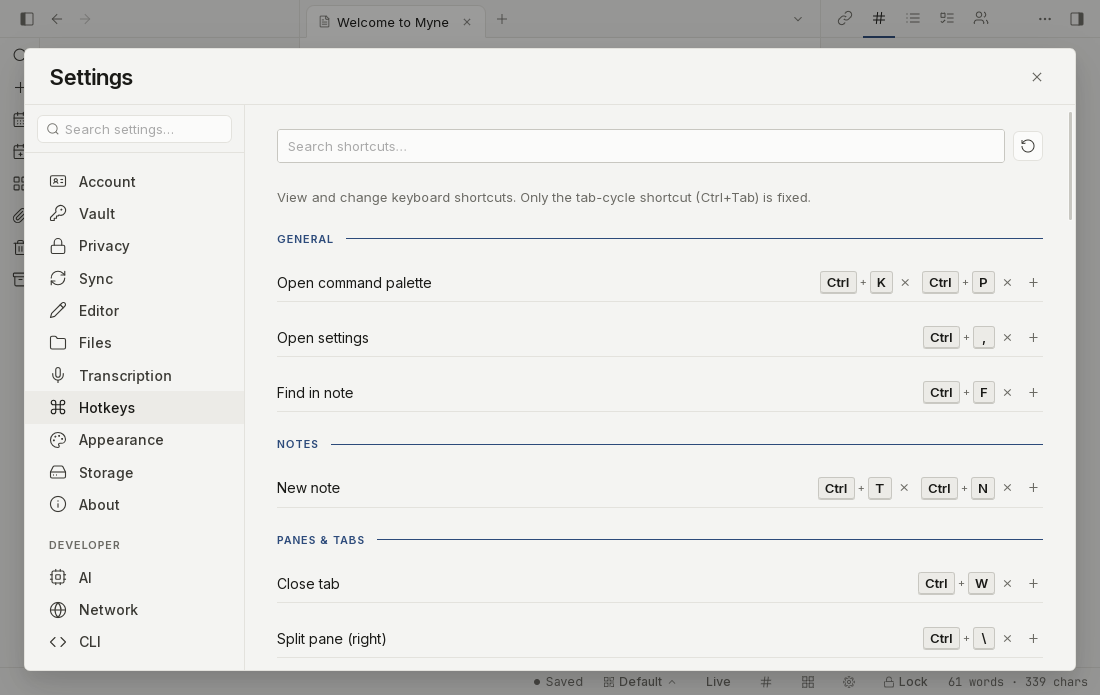 Welcome to Myne
Settings
Search settings...
Account
Vault
Privacy
Sync
Editor
Files
Transcription
Hotkeys
Appearance
Storage
About
DEVELOPER
AI
Network
CLI
Search shortcuts...
View and change keyboard shortcuts. Only the tab-cycle shortcut (Ctrl+Tab) is fixed.
GENERAL
Open command palette Ctrl + K × Ctrl + P × +
Open settings Ctrl + , × +
Find in note Ctrl + F × +
NOTES
New note Ctrl + T × Ctrl + N × +
PANES & TABS
Close tab Ctrl + W × +
Split pane (right) Ctrl + \ × +
Saved Default Live Lock 61 words · 339 chars